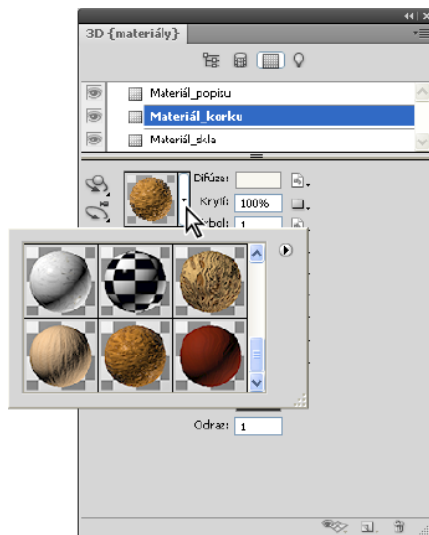 3D {materiály}
Materiál_popisu
Materiál_korku
Materiál_skla
Difúze:
Krytí: 100%
1
Odraz: 1